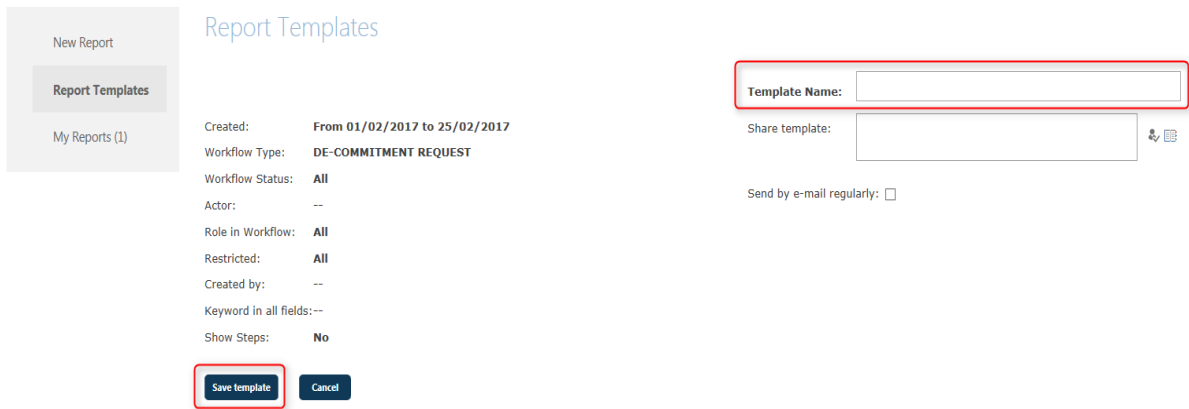 New Report
Report Templates
My Reports (1)
Report Templates
Created: From 01/02/2017 to 25/02/2017
Workflow Type: DE-COMMITMENT REQUEST
Workflow Status: All
Actor: --
Role in Workflow: All
Restricted: All
Created by: --
Keyword in all fields:--
Show Steps: No
Save template Cancel
Template Name:
Share template:
Send by e-mail regularly: